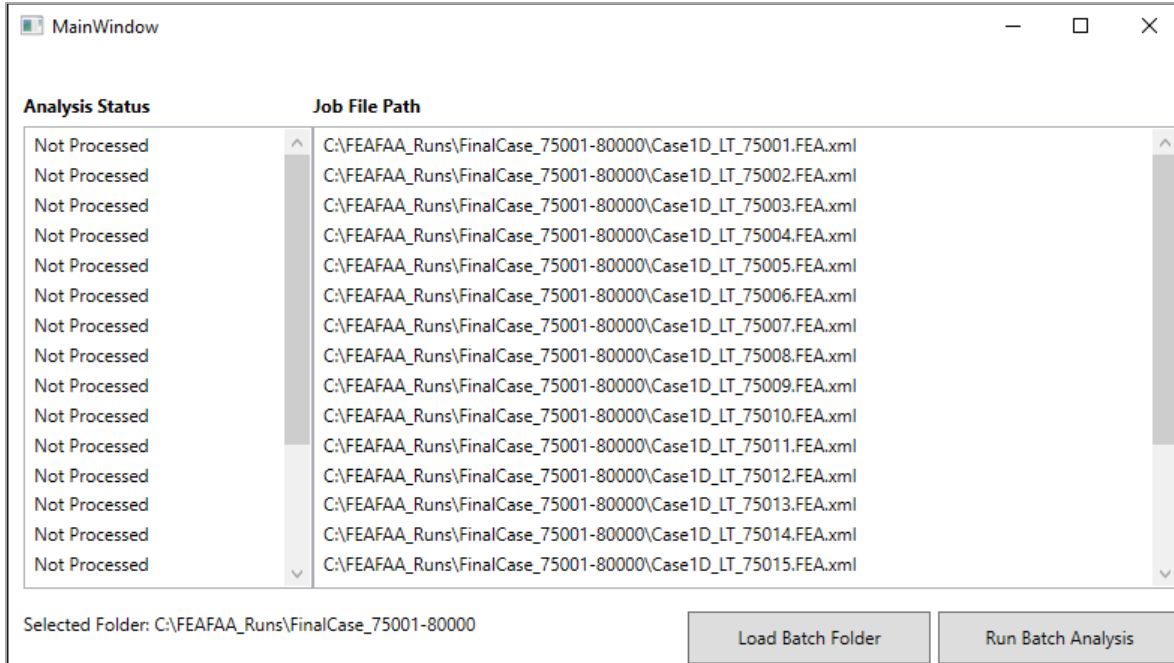 MainWindow
Analysis Status Job File Path
Not Processed C:\FEAFAA_Runs\FinalCase_75001-80000\Case1D_LT_75001.FEA.xml
Not Processed C:\FEAFAA_Runs\FinalCase_75001-80000\Case1D_LT_75002.FEA.xml
Not Processed C:\FEAFAA_Runs\FinalCase_75001-80000\Case1D_LT_75003.FEA.xml
Not Processed C:\FEAFAA_Runs\FinalCase_75001-80000\Case1D_LT_75004.FEA.xml
Not Processed C:\FEAFAA_Runs\FinalCase_75001-80000\Case1D_LT_75005.FEA.xml
Not Processed C:\FEAFAA_Runs\FinalCase_75001-80000\Case1D_LT_75006.FEA.xml
Not Processed C:\FEAFAA_Runs\FinalCase_75001-80000\Case1D_LT_75007.FEA.xml
Not Processed C:\FEAFAA_Runs\FinalCase_75001-80000\Case1D_LT_75008.FEA.xml
Not Processed C:\FEAFAA_Runs\FinalCase_75001-80000\Case1D_LT_75009.FEA.xml
Not Processed C:\FEAFAA_Runs\FinalCase_75001-80000\Case1D_LT_75010.FEA.xml
Not Processed C:\FEAFAA_Runs\FinalCase_75001-80000\Case1D_LT_75011.FEA.xml
Not Processed C:\FEAFAA_Runs\FinalCase_75001-80000\Case1D_LT_75012.FEA.xml
Not Processed C:\FEAFAA_Runs\FinalCase_75001-80000\Case1D_LT_75013.FEA.xml
Not Processed C:\FEAFAA_Runs\FinalCase_75001-80000\Case1D_LT_75014.FEA.xml
Not Processed C:\FEAFAA_Runs\FinalCase_75001-80000\Case1D_LT_75015.FEA.xml
Selected Folder: C:\FEAFAA_Runs\FinalCase_75001-80000 Load Batch Folder Run Batch Analysis